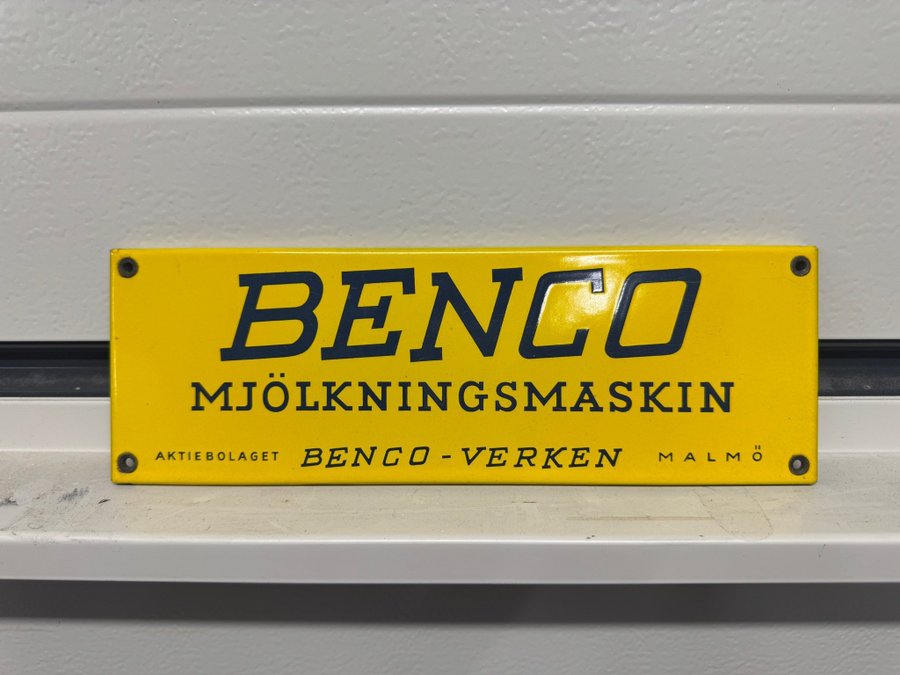 BENCO
MJÖLKNINGSMASKIN
AKTIEBOLAGET BENCO-VERKEN MALMÖ